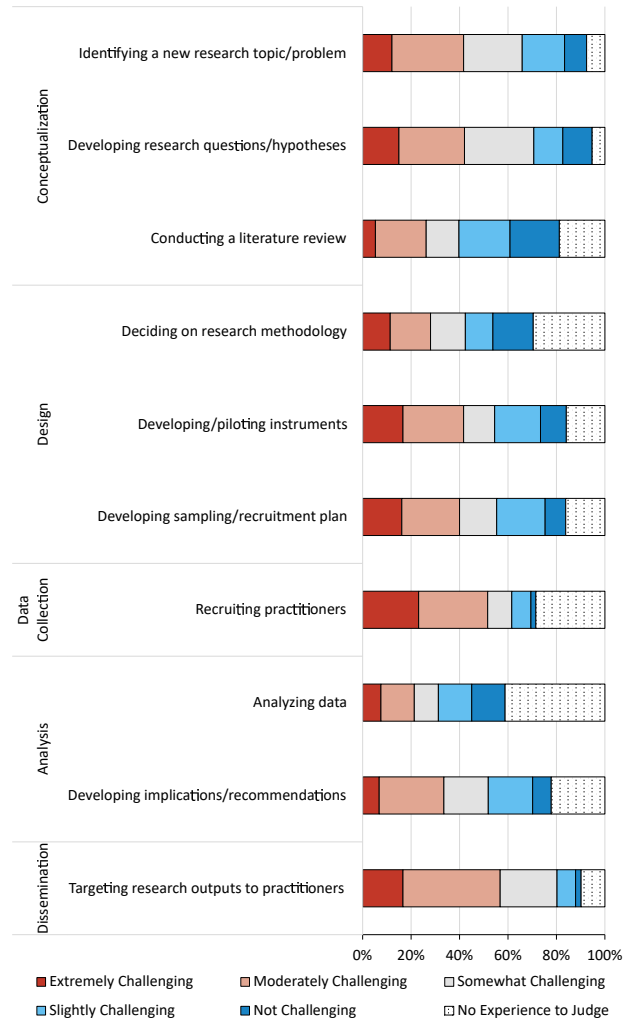 Conceptualization
Identifying a new research topic/problem
Developing research questions/hypotheses
Conducting a literature review
Design
Deciding on research methodology
Developing/piloting instruments
Developing sampling/recruitment plan
Data
Collection
Recruiting practitioners
Analysis
Analyzing data
Developing implications/recommendations
Dissemination
Targeting research outputs to practitioners
0% 20% 40% 60% 80% 100%
Extremely Challenging Moderately Challenging Somewhat Challenging
Slightly Challenging Not Challenging No Experience to Judge